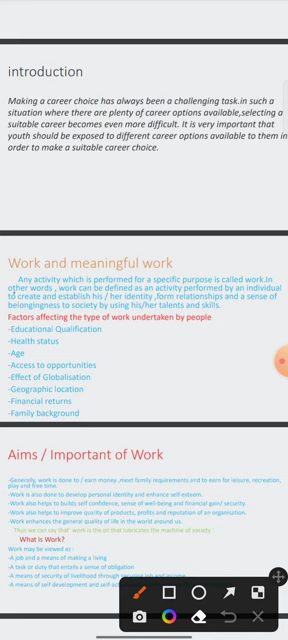 introduction
Making a career choice has always been a challenging task.in such a
situation where there are plenty of career options available,selecting a
suitable career becomes even more difficult. It is very important that
youth should be exposed to different career options available to them in
order to make a suitable career choice.
Work and meaningful work
Any activity which is performed for a specific purpose is called work.In
other words , work can be defined as an activity performed by an individual
to create and establish his / her identity ,form relationships and a sense of
belongingness to society by using his/her talents and skills.
Factors affecting the type of work undertaken by people
-Educational Qualification
-Health status
-Age
-Access to opportunities
-Effect of Globalisation
-Geographic location
-Financial returns
-Family background
Aims / Important of Work
-Generally, work is done to / earn money ,meet family requirements and to earn for leisure, recreation,
play and free time.
-Work is also done to develop personal identity and enhance self-esteem.
-Work also helps to build self confidence, sense of well-being and financial gain/ security.
-Work also helps to improve quality of products, profits and reputation of an organisation.
-Work enhances the general quality of life in the world around us.
Thus we can say that' work is the oil that lubricates the machine of society '
What is Work?
Work may be viewed as :
-A job and a means of making a living
-A task or duty that entails a sense of obligation
-A means of security of livelihood through securing job and income
-A means of self development and